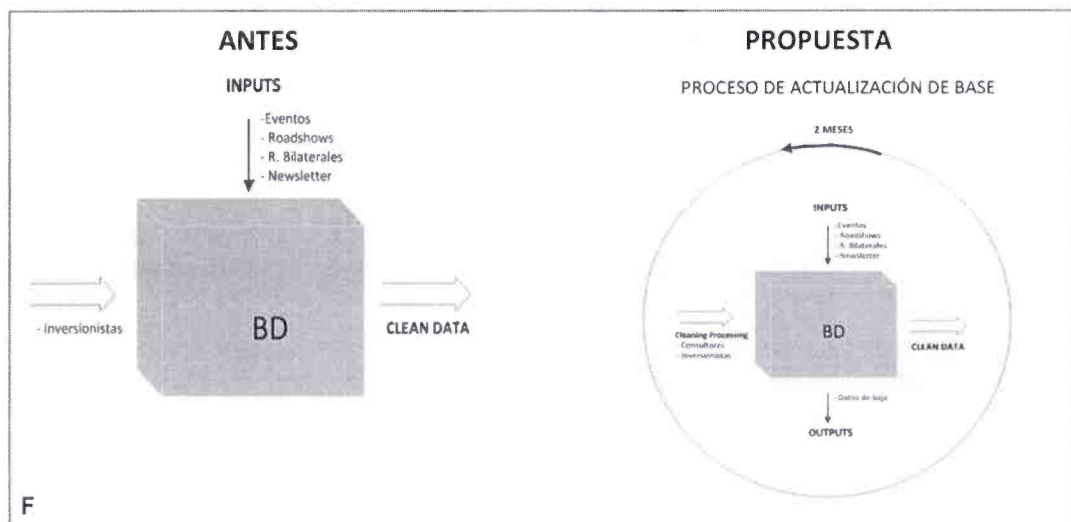 ANTES
INPUTS
-Eventos
- Roadshows
- R. Bilaterales
- Newsletter
- Inversionistas
BD
CLEAN DATA
PROPUESTA
PROCESO DE ACTUALIZACIÓN DE BASE
2 MESES
INPUTS
-Eventos
- Roadshows
- R. Bilaterales
- Newsletter
Cleaning Processing
- Consultores
- Inversionistas
BD
CLEAN DATA
- Datos de baja
OUTPUTS
F